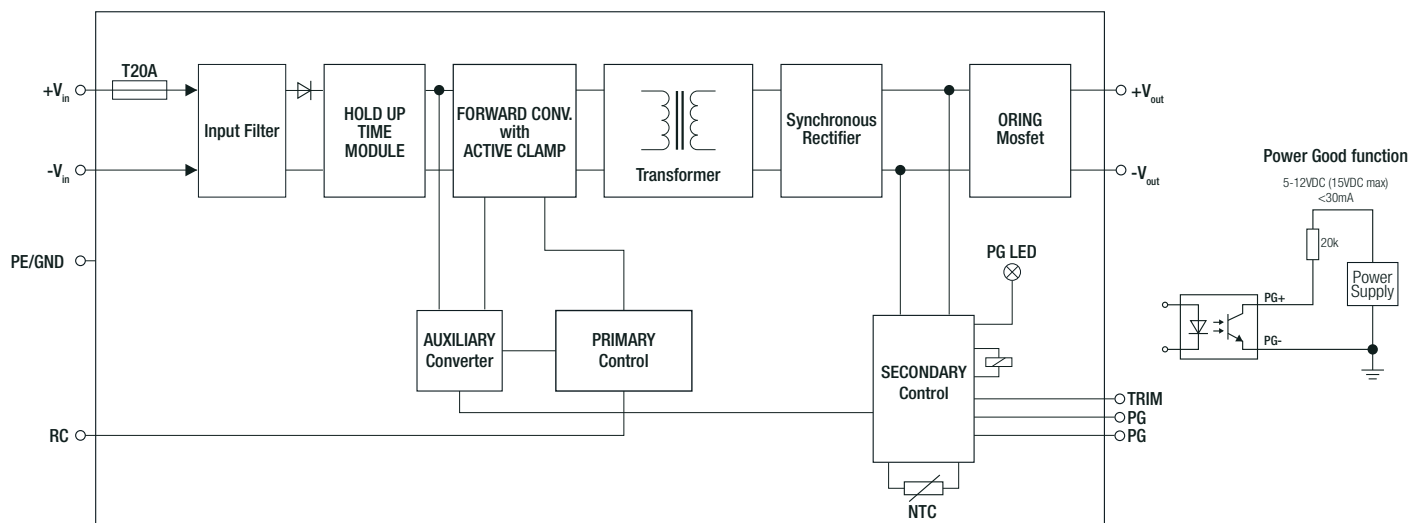 T20A
+Vin
-Vin
Input Filter
HOLD UP
TIME
MODULE
FORWARD CONV.
with
ACTIVE CLAMP
Transformer
Synchronous
Rectifier
ORING
Mosfet
+Vout
-Vout
Power Good function
5-12VDC (15VDC max)
<30mA
20k
Power
Supply
PG+
PG-
PE/GND
PG LED
AUXILIARY
Converter
PRIMARY
Control
SECONDARY
Control
TRIM
PG
PG
RC
NTC